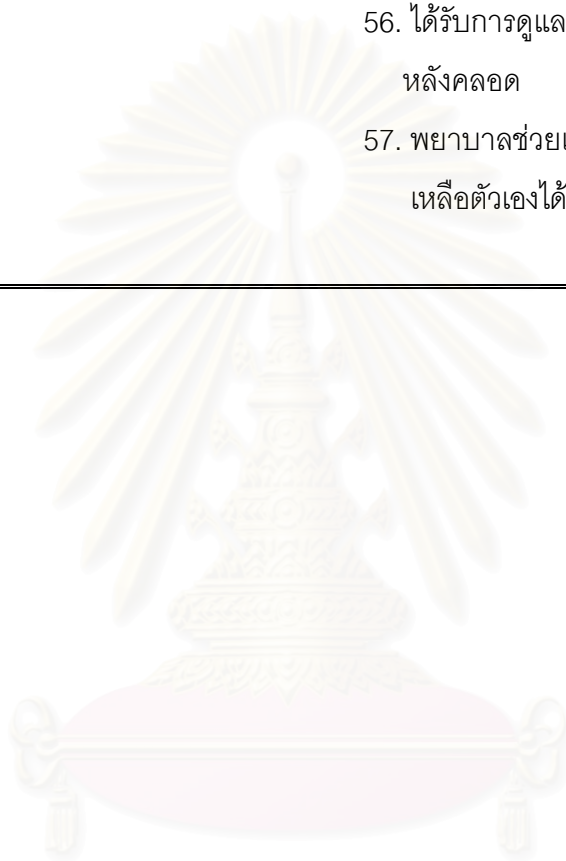 56. ได้รับการดูแล
หลังคลอด
57. พยาบาลช่วยเ
เหลือตัวเองได้